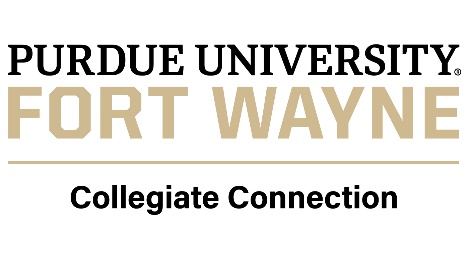 PURDUE UNIVERSITY®
FORT WAYNE
Collegiate Connection